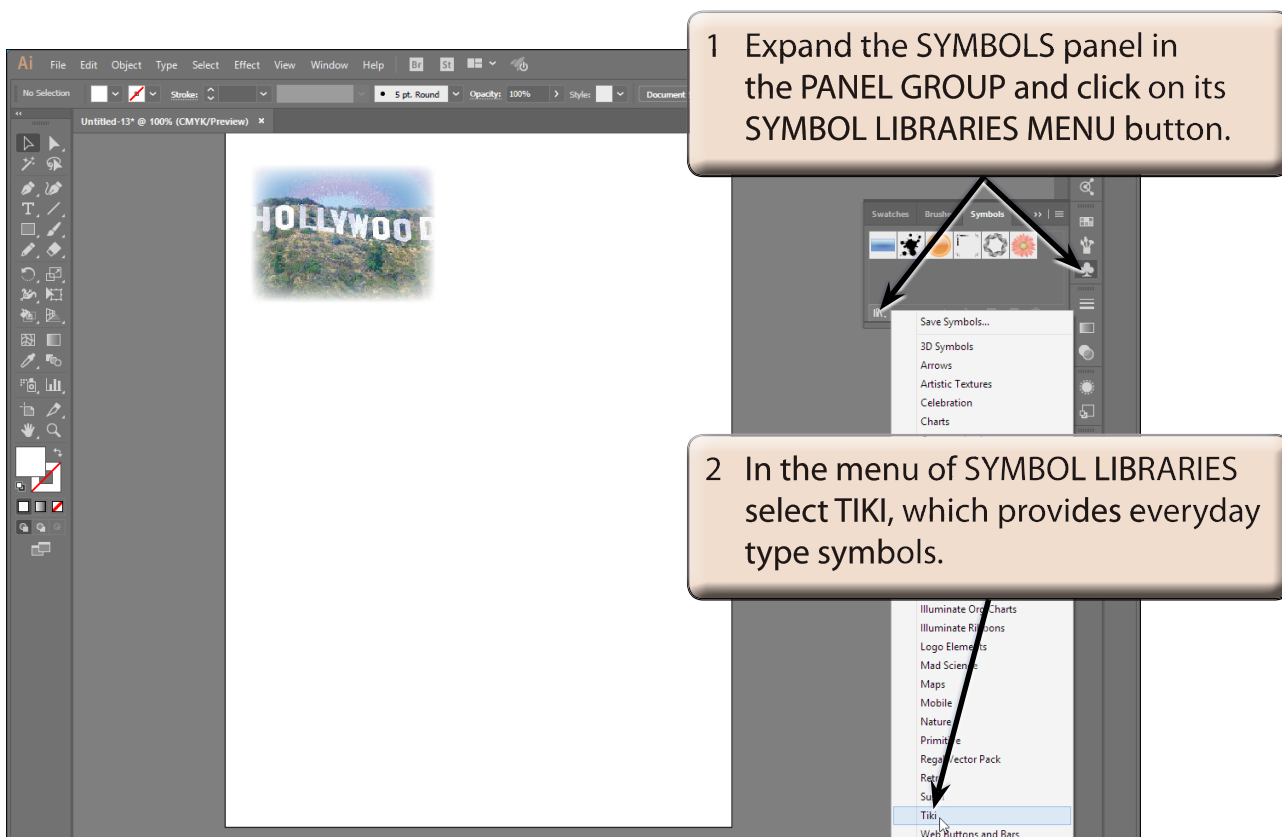 1 Expand the SYMBOLS panel in
the PANEL GROUP and click on its
SYMBOL LIBRARIES MENU button.
Ai File Edit Object Type Select Effect View Window Help Br St
No Selection Stroke: 5 pt. Round Opacity: 100% Style: Document
Untitled-13* @ 100% (CMYK/Preview) ×
HOLLYWOOD
Swatches Brushes Symbols
Save Symbols...
3D Symbols
Arrows
Artistic Textures
Celebration
Charts
2 In the menu of SYMBOL LIBRARIES
select TIKI, which provides everyday
type symbols.
Illuminate Org Charts
Illuminate Ribbons
Logo Elements
Mad Science
Maps
Mobile
Nature
Primitive
Regal Vector Pack
Retro
Sushi
Tiki
Web Buttons and Bars